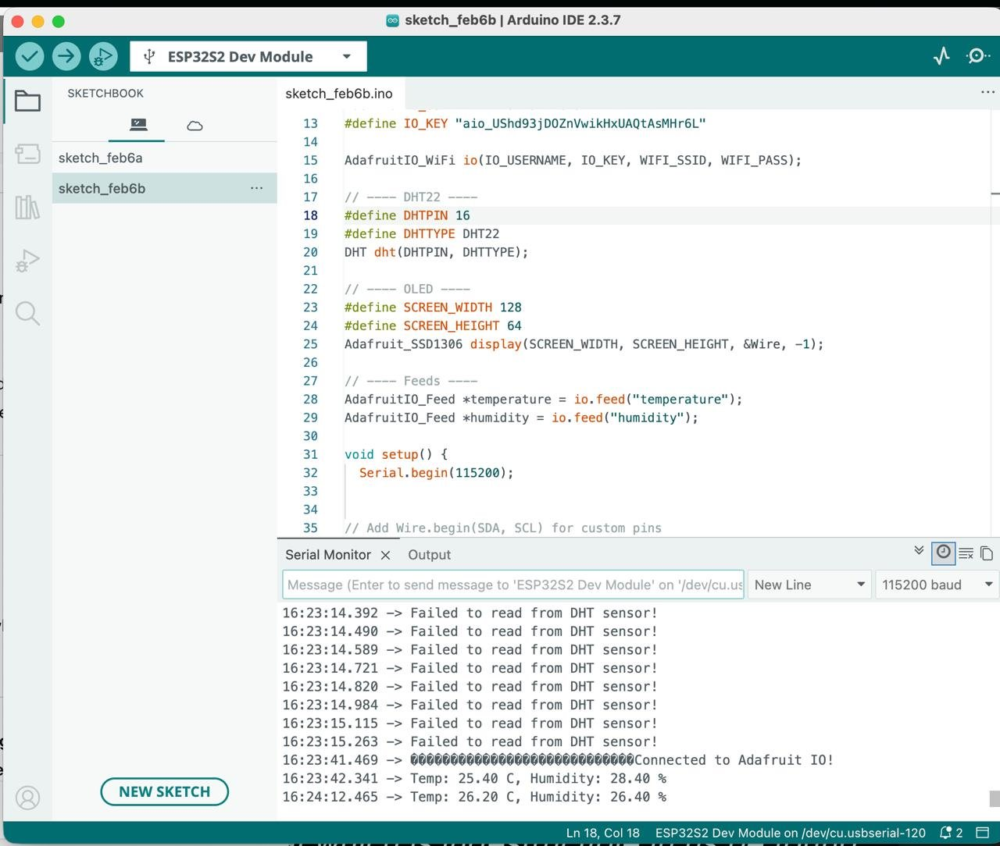 sketch_feb6b | Arduino IDE 2.3.7
ESP32S2 Dev Module
SKETCHBOOK
sketch_feb6a
sketch_feb6b
NEW SKETCH
sketch_feb6b.ino
13 #define IO_KEY "aio_UShd93jDOZnVwikHxUAQtAsMHr6L"
14
15 AdafruitIO_WiFi io(IO_USERNAME, IO_KEY, WIFI_SSID, WIFI_PASS);
16
17 // ---- DHT22 ----
18 #define DHTPIN 16
19 #define DHTTYPE DHT22
20 DHT dht(DHTPIN, DHTTYPE);
21
22 // ---- OLED ----
23 #define SCREEN_WIDTH 128
24 #define SCREEN_HEIGHT 64
25 Adafruit_SSD1306 display(SCREEN_WIDTH, SCREEN_HEIGHT, &Wire, -1);
26
27 // ---- Feeds ----
28 AdafruitIO_Feed *temperature = io.feed("temperature");
29 AdafruitIO_Feed *humidity = io.feed("humidity");
30
31 void setup() {
32 Serial.begin(115200);
33
34
35 // Add Wire.begin(SDA, SCL) for custom pins
Serial Monitor Output
Message (Enter to send message to 'ESP32S2 Dev Module' on '/dev/cu.us
New Line
115200 baud
16:23:14.392 -> Failed to read from DHT sensor!
16:23:14.490 -> Failed to read from DHT sensor!
16:23:14.589 -> Failed to read from DHT sensor!
16:23:14.721 -> Failed to read from DHT sensor!
16:23:14.820 -> Failed to read from DHT sensor!
16:23:14.984 -> Failed to read from DHT sensor!
16:23:15.115 -> Failed to read from DHT sensor!
16:23:15.263 -> Failed to read from DHT sensor!
16:23:41.469 -> ����������������������������������Connected to Adafruit IO!
16:23:42.341 -> Temp: 25.40 C, Humidity: 28.40 %
16:24:12.465 -> Temp: 26.20 C, Humidity: 26.40 %
Ln 18, Col 18 ESP32S2 Dev Module on /dev/cu.usbserial-120 2